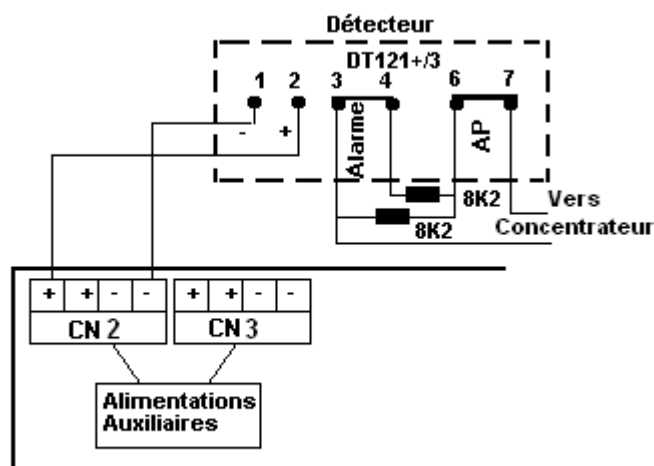 Détecteur
DT121+/3
1 2 3 4 6 7
- +
Alarme
AP
8K2
8K2
Vers
Concentrateur
+ + - -
+ + - -
CN 2
CN 3
Alimentations
Auxiliaires